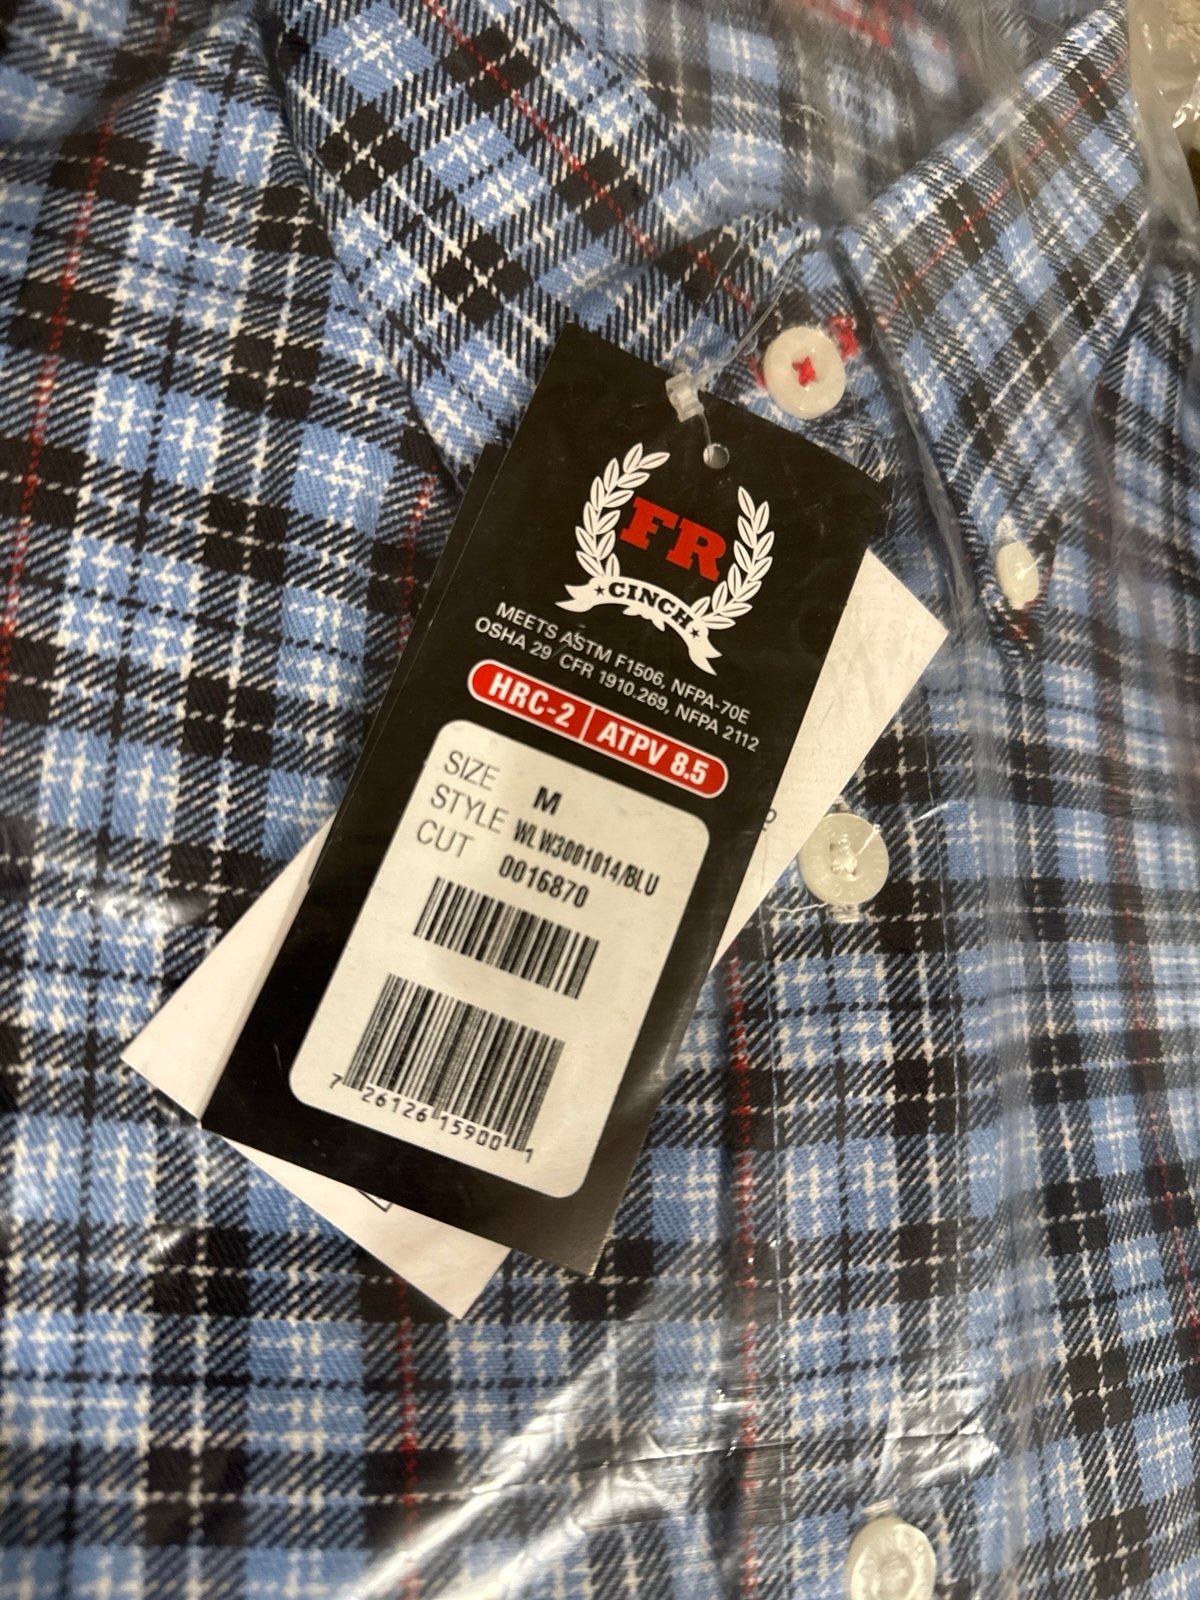 FR
CINCH
MEETS ASTM F1506, NFPA-70E
OSHA 29 CFR 1910.269, NFPA 2112
HRC-2 | ATPV 8.5
SIZE M
STYLE WLW3001014/BLU
CUT 0016870
7 26126 15900 1